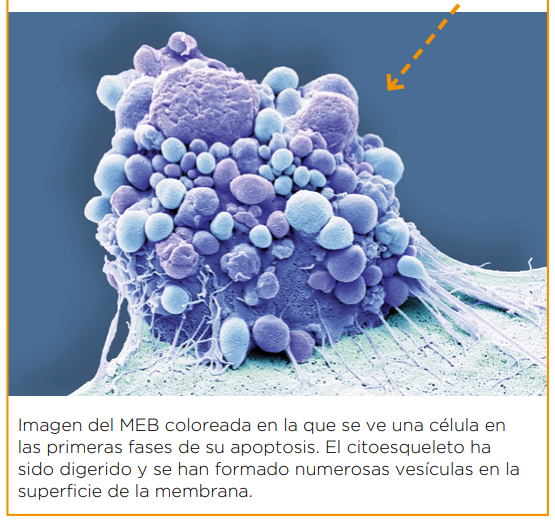 Imagen del MEB coloreada en la que se ve una célula en
las primeras fases de su apoptosis. El citoesqueleto ha
sido digerido y se han formado numerosas vesículas en la
superficie de la membrana.